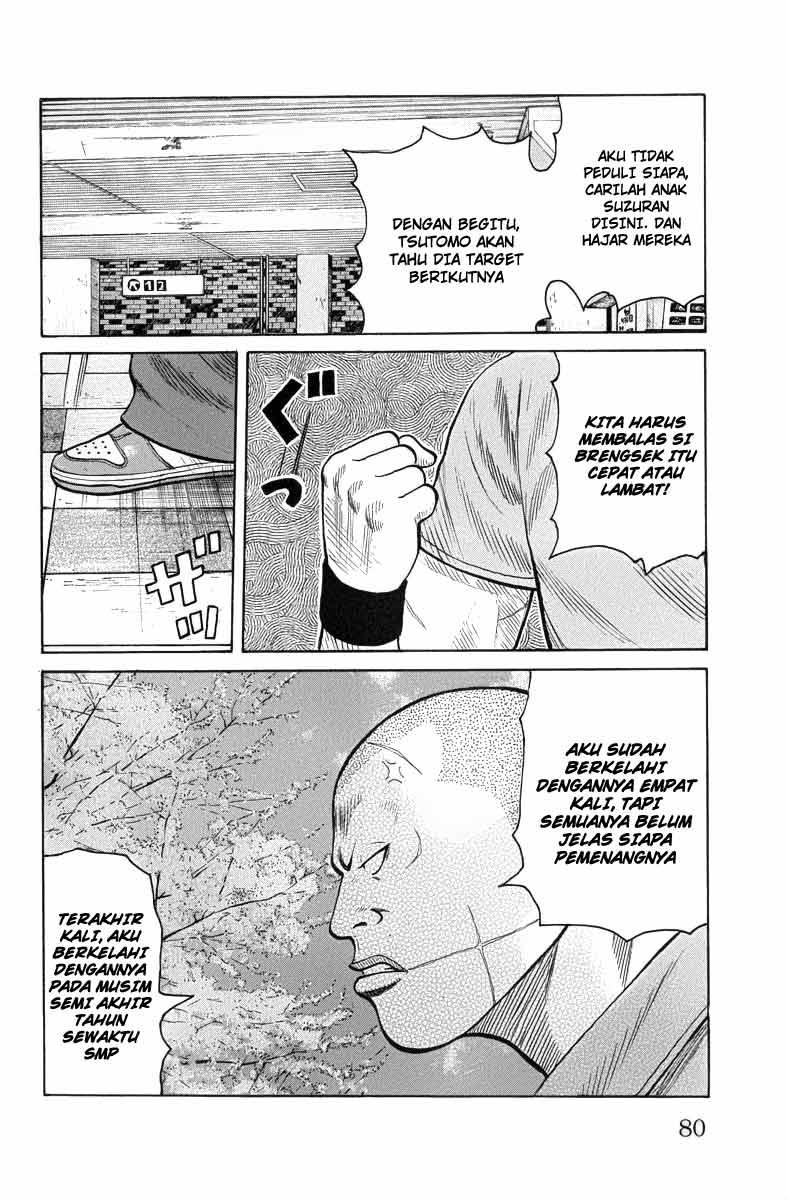 AKU TIDAK
PEDULI SIAPA,
CARILAH ANAK
SUZURAN
DISINI. DAN
HAJAR MEREKA
DENGAN BEGITU,
TSUTOMO AKAN
TAHU DIA TARGET
BERIKUTNYA
1 2
KITA HARUS
MEMBALAS SI
BRENGSEK ITU
CEPAT ATAU
LAMBAT!
ぐっ
ザッ
AKU SUDAH
BERKELAHI
DENGANNYA EMPAT
KALI, TAPI
SEMUANYA BELUM
JELAS SIAPA
PEMENANGNYA
TERAKHIR
KALI, AKU
BERKELAHI
DENGANNYA
PADA MUSIM
SEMI AKHIR
TAHUN
SEWAKTU
SMP
80